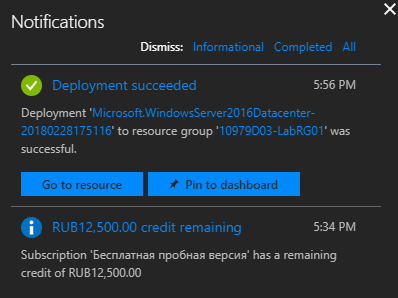 Notifications
Dismiss: Informational Completed All
Deployment succeeded 5:56 PM
Deployment 'Microsoft.WindowsServer2016Datacenter-
20180228175116' to resource group '10979D03-LabRG01' was
successful.
Go to resource Pin to dashboard
RUB12,500.00 credit remaining 5:34 PM
Subscription 'Бесплатная пробная версия' has a remaining
credit of RUB12,500.00